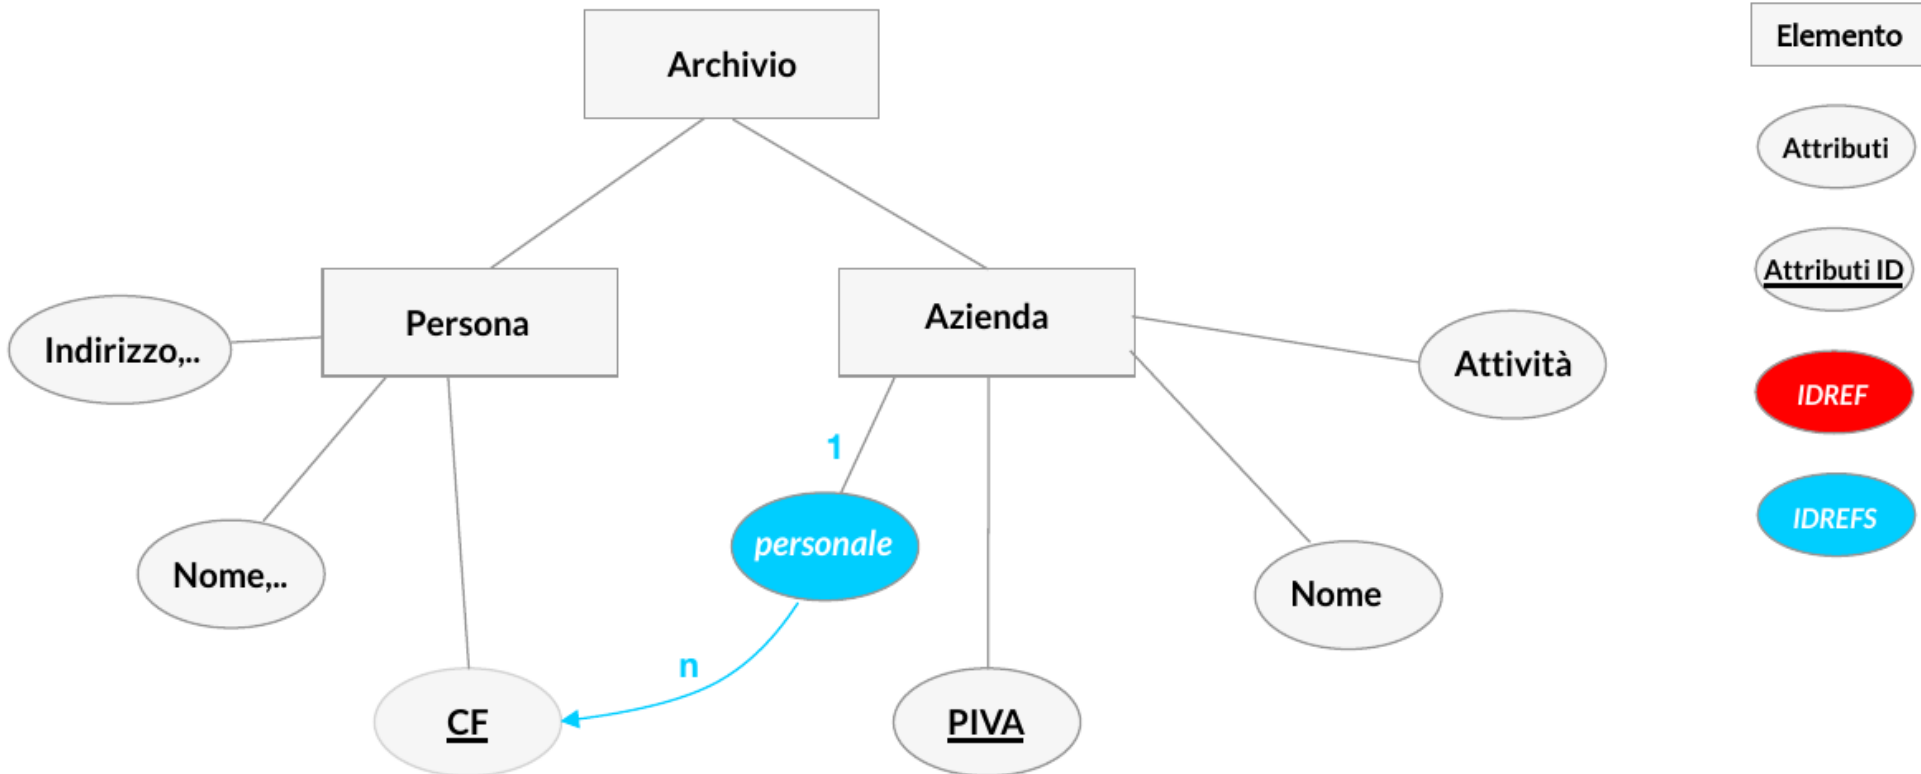 Archivio
Elemento
Attributi
Attributi ID
IDREF
IDREFS
Persona
Azienda
Indirizzo,..
Attività
1
personale
Nome,..
Nome
n
CF
PIVA